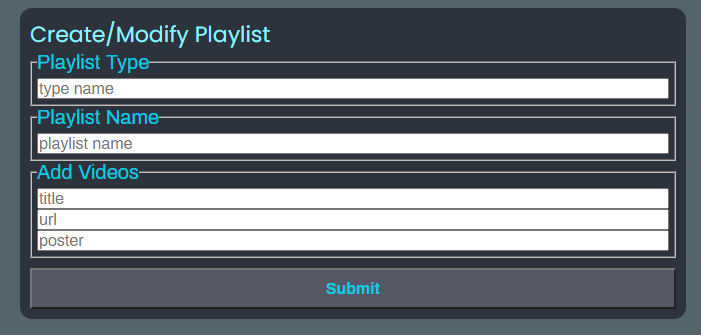 Create/Modify Playlist
Playlist Type
type name
Playlist Name
playlist name
Add Videos
title
url
poster
Submit